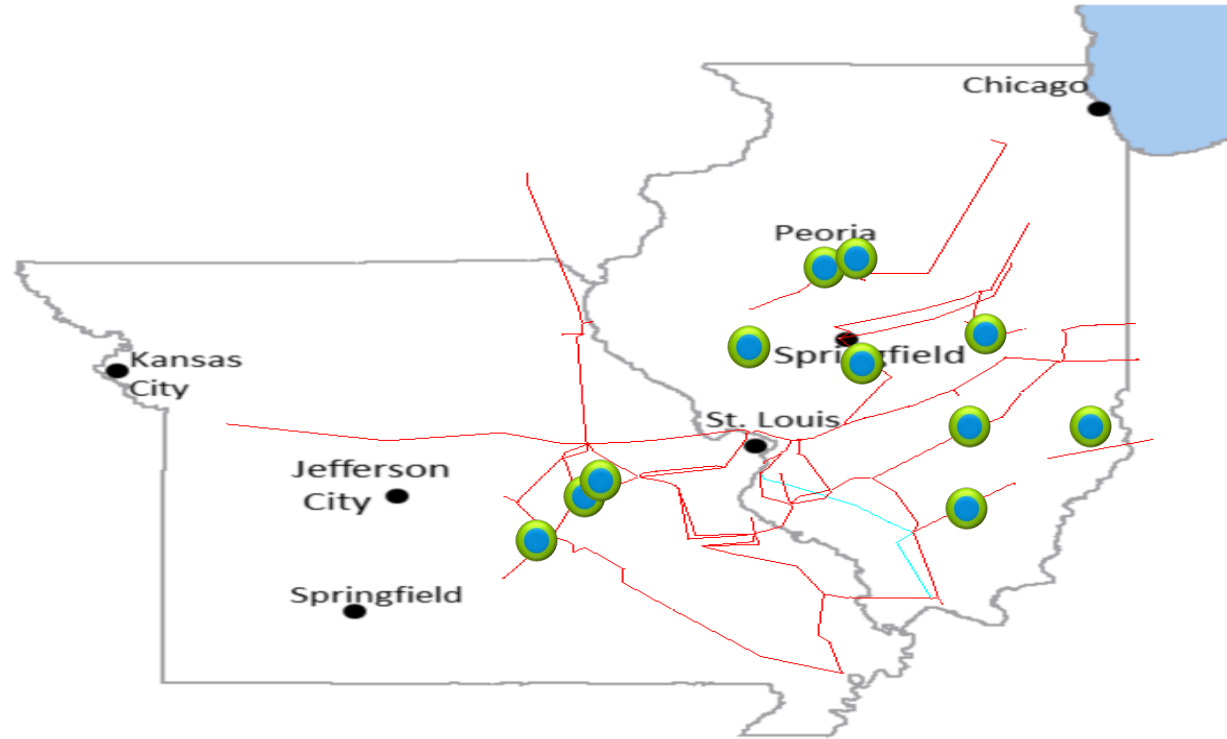 Chicago
Peoria
Springfield
Kansas
City
St. Louis
Jefferson
City
Springfield